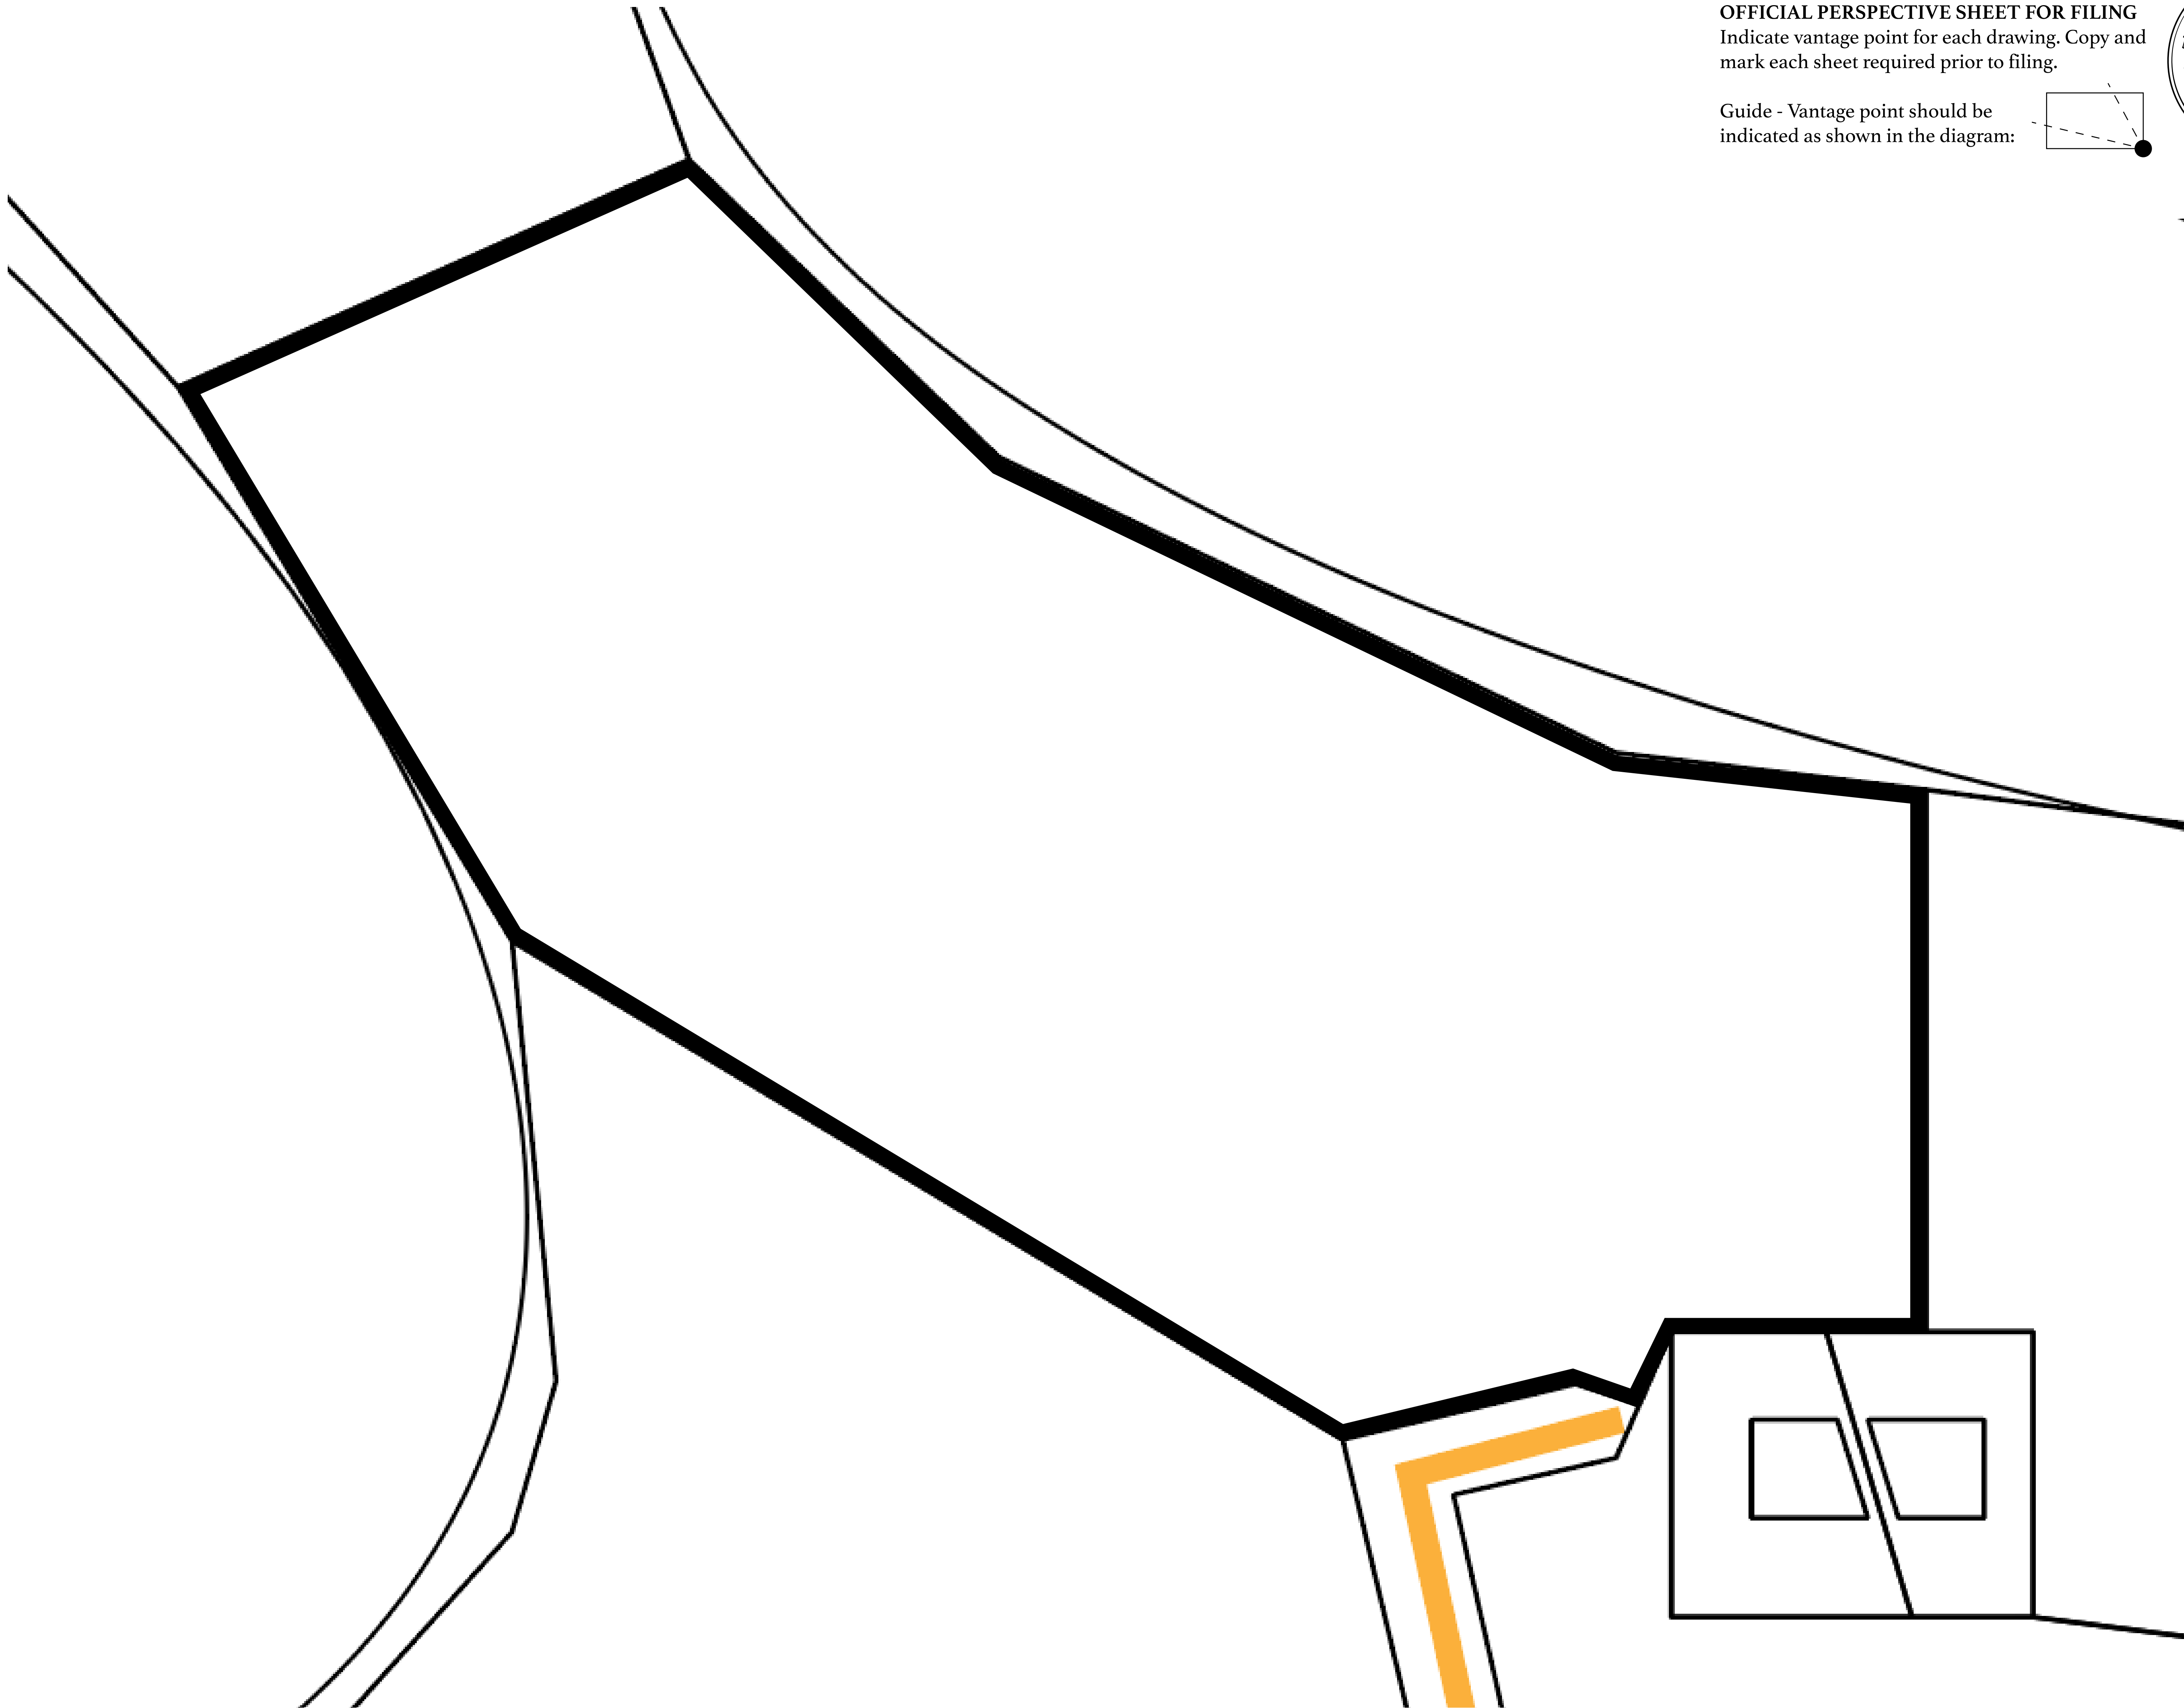 OFFICIAL PERSPECTIVE SHEET FOR FILING
Indicate vantage point for each drawing. Copy and
mark each sheet required prior to filing.
Guide - Vantage point should be
indicated as shown in the diagram: